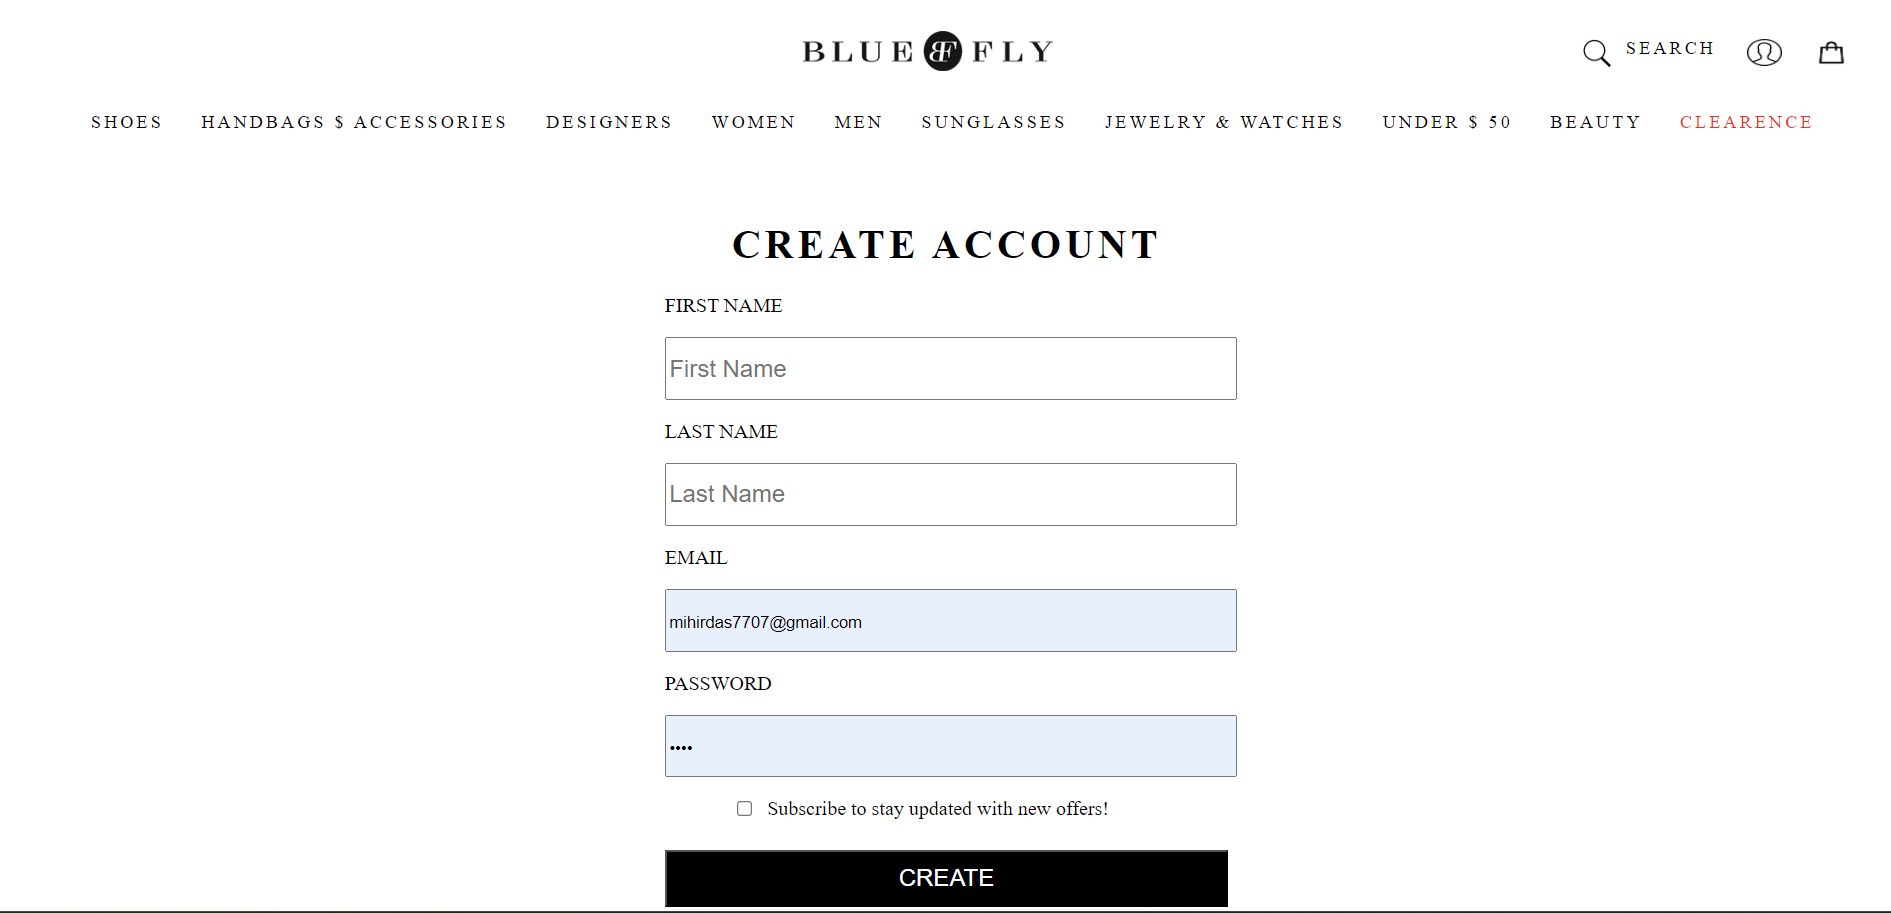 BLUE BF FLY
SEARCH
SHOES HANDBAGS $ ACCESSORIES DESIGNERS WOMEN MEN SUNGLASSES JEWELRY & WATCHES UNDER $ 50 BEAUTY CLEARENCE
CREATE ACCOUNT
FIRST NAME
First Name
LAST NAME
Last Name
EMAIL
mihirdas7707@gmail.com
PASSWORD
••••
Subscribe to stay updated with new offers!
CREATE